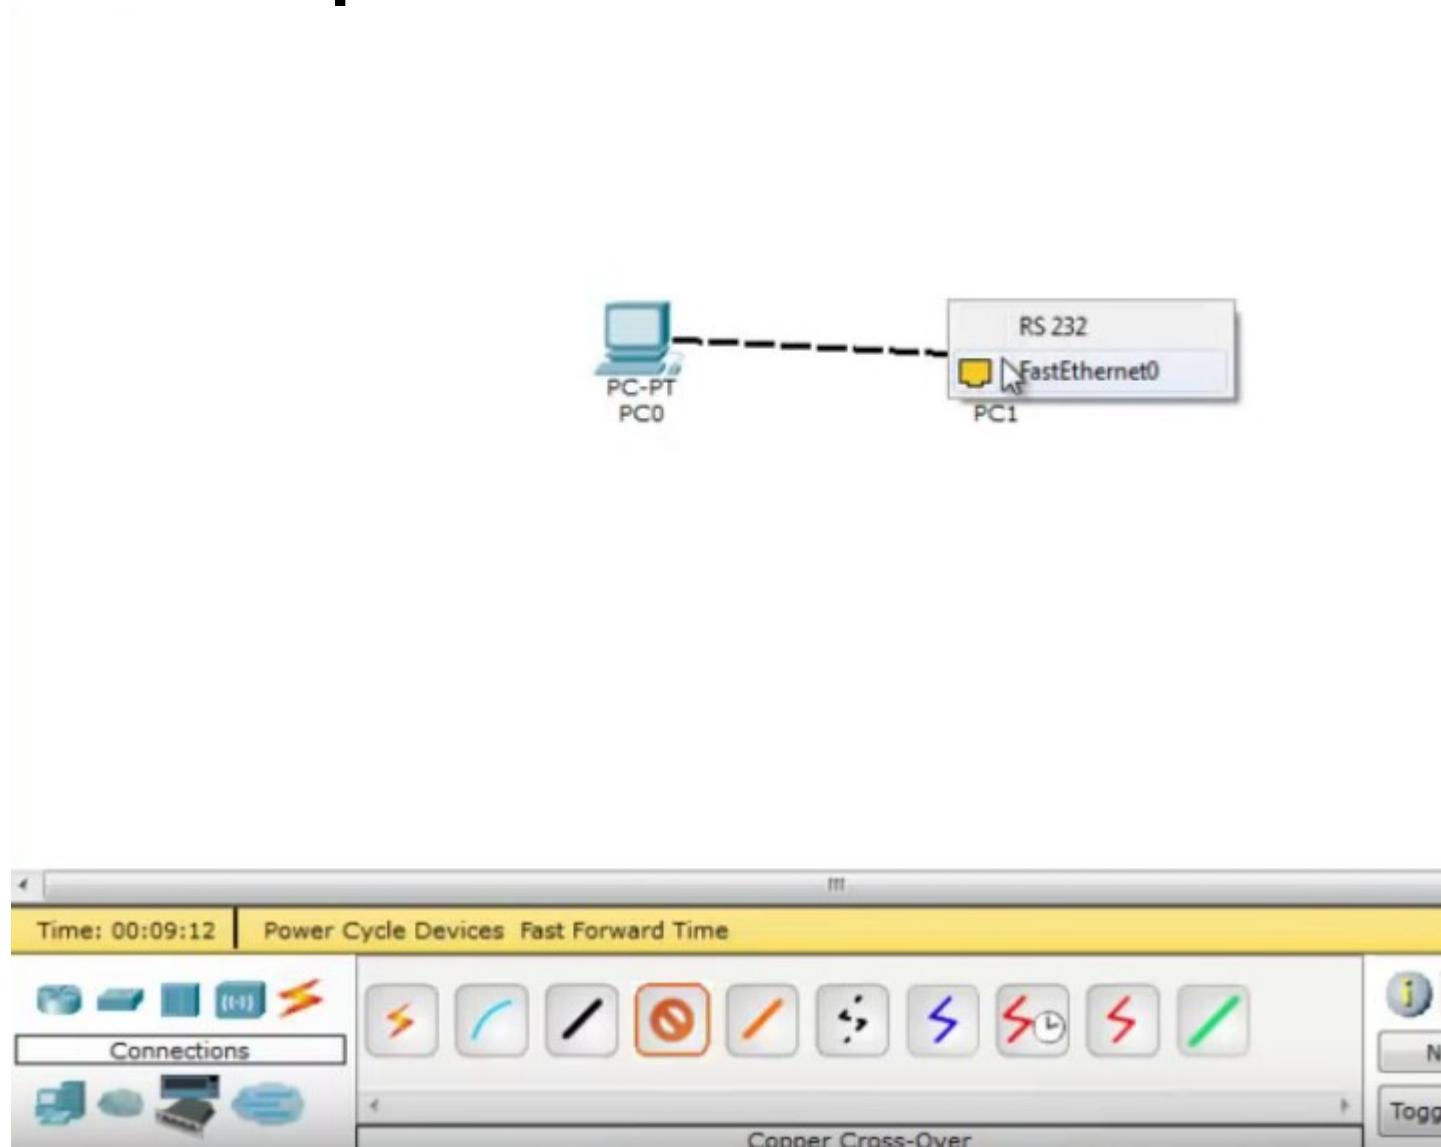 RS 232
FastEthernet0
PC-PT
PC0
PC1
Time: 00:09:12
Power Cycle Devices Fast Forward Time
Connections
Copper Cross-Over